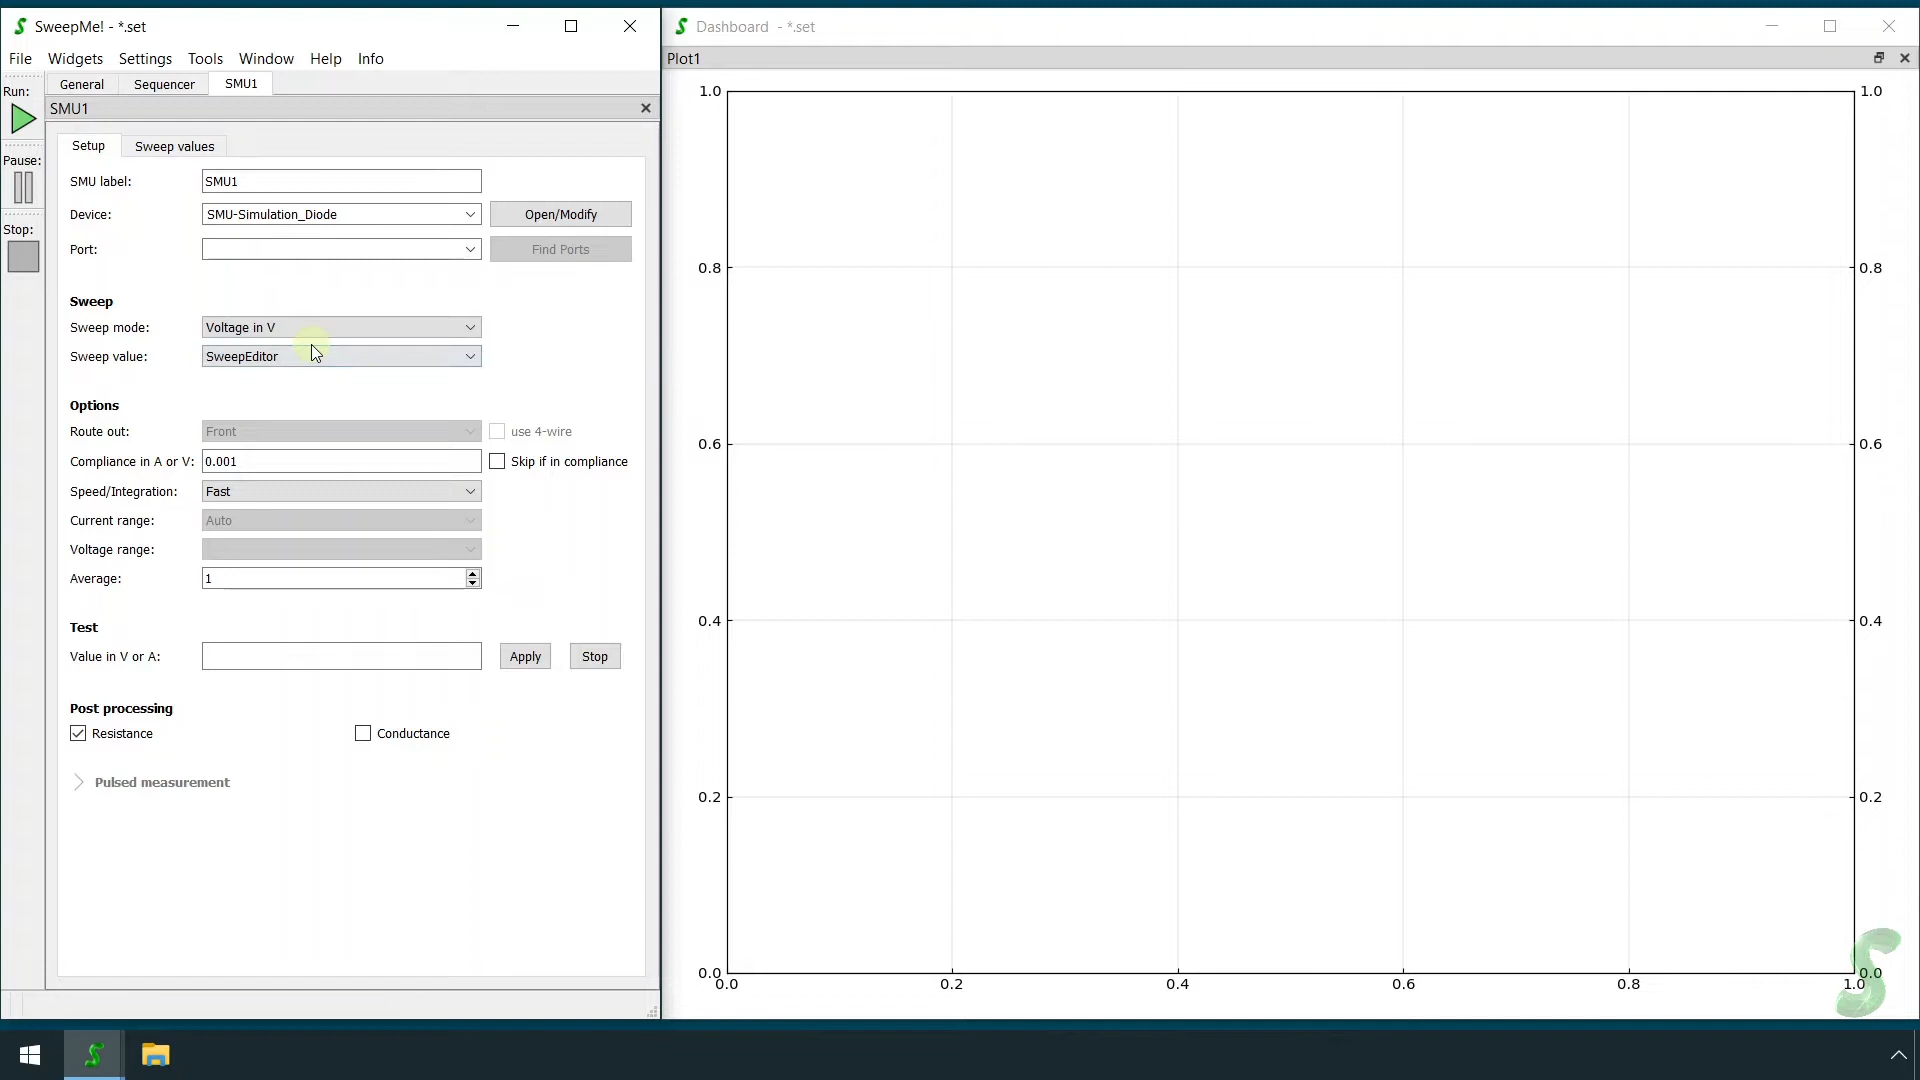 SweepMe! - *.set
File Widgets Settings Tools Window Help Info
Run:
Pause:
Stop:
General Sequencer SMU1
SMU1
Setup Sweep values
SMU label: SMU1
Device: SMU-Simulation_Diode Open/Modify
Port: Find Ports
Sweep
Sweep mode: Voltage in V
Sweep value: SweepEditor
Options
Route out: Front use 4-wire
Compliance in A or V: 0.001 Skip if in compliance
Speed/Integration: Fast
Current range: Auto
Voltage range:
Average: 1
Test
Value in V or A: Apply Stop
Post processing
Resistance Conductance
Pulsed measurement
Dashboard - *.set
Plot1
1.0 1.0
0.8 0.8
0.6 0.6
0.4 0.4
0.2 0.2
0.0 0.0
0.0 0.2 0.4 0.6 0.8 1.0